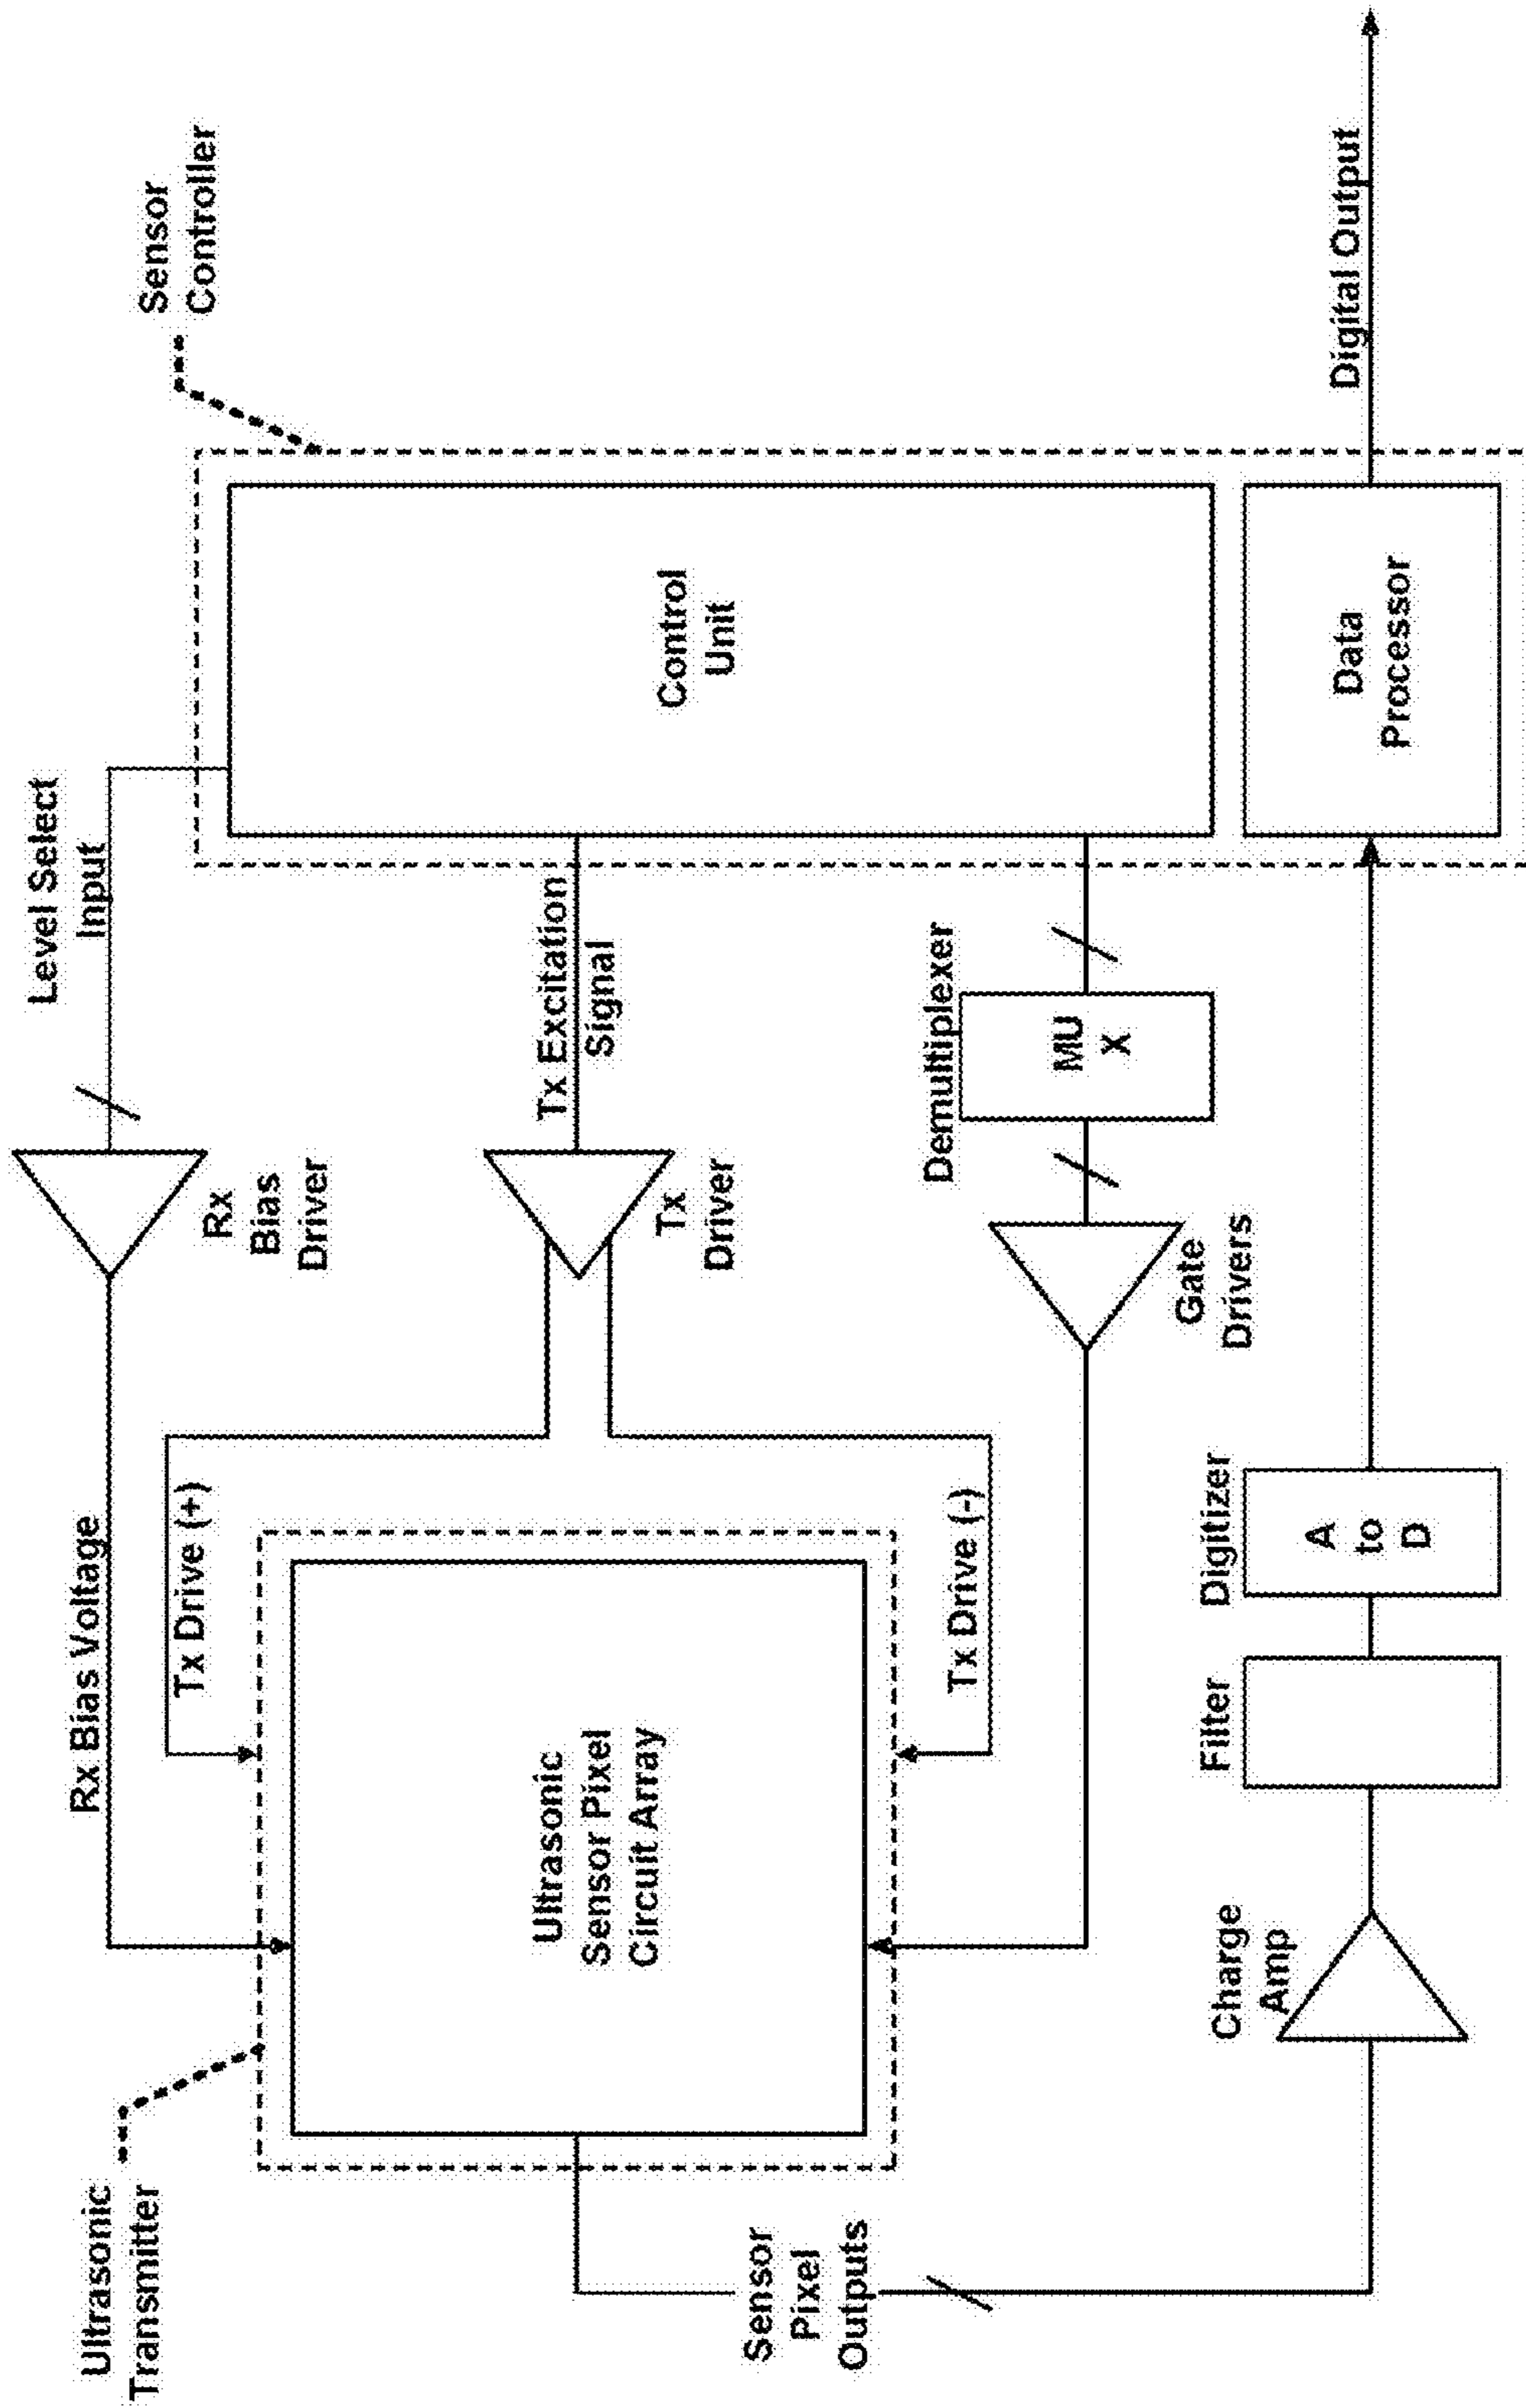 Ultrasonic
Transmitter
Rx Bias Voltage
Level Select
Input
Sensor
Controller
Tx Drive (+)
Rx
Bias
Driver
Ultrasonic
Sensor Pixel
Circuit Array
Tx Excitation
Signal
Tx
Driver
Control
Unit
Sensor
Pixel
Outputs
Tx Drive (-)
Demultiplexer
MU
X
Gate
Drivers
Charge
Amp
Filter
Digitizer
A
to
D
Data
Processor
Digital Output